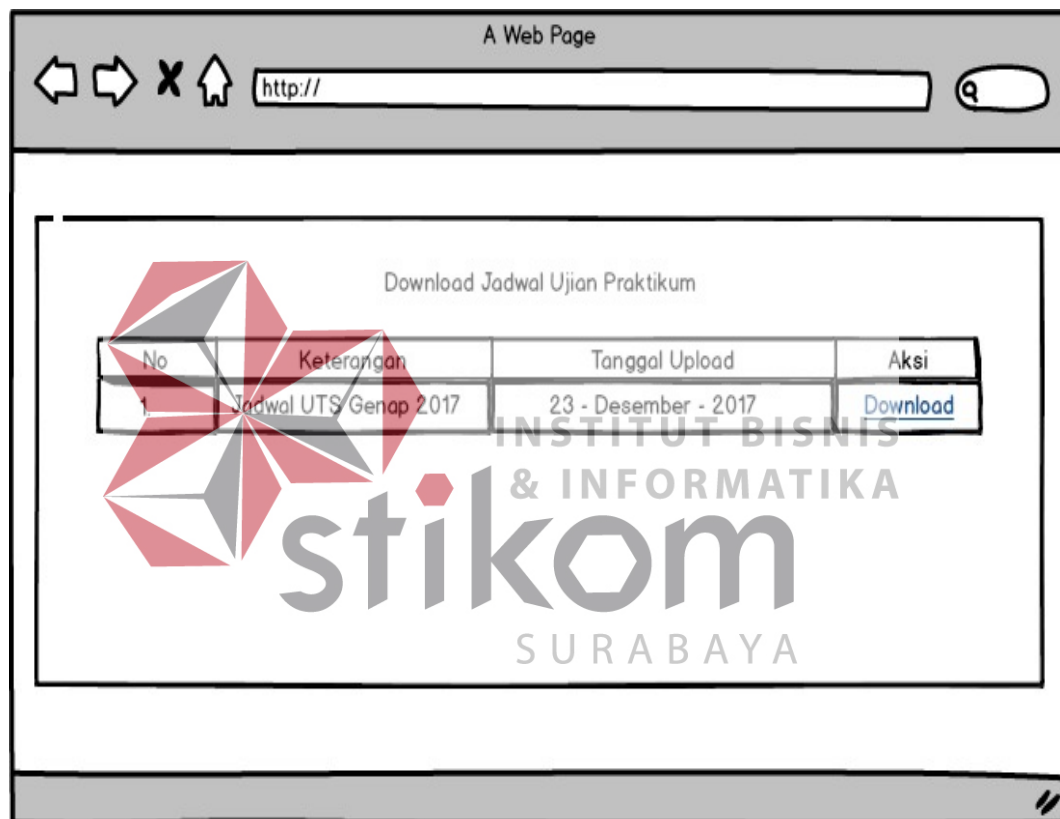 A Web Page
http://
Download Jadwal Ujian Praktikum
No Keterangan Tanggal Upload Aksi
1. Jadwal UTS Genap 2017 23 - Desember - 2017 Download
INSTITUT BISNIS
& INFORMATIKA
stikom
SURABAYA